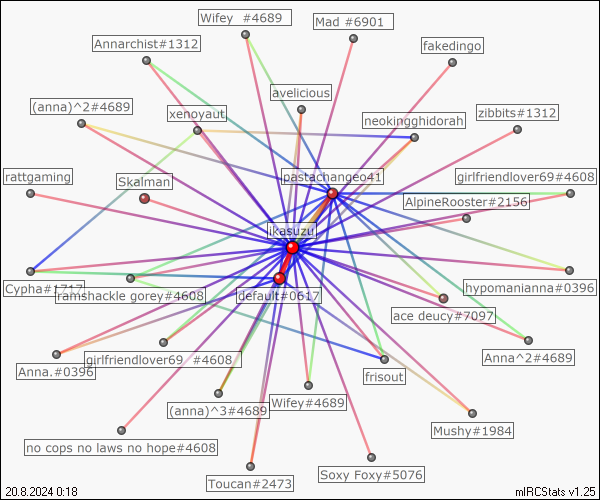 Wifey  #4689
Mad #6901
Annarchist#1312
fakedingo
avelicious
(anna)^2#4689
xenoyaut
zibbits#1312
neokingghidorah
rattgaming
Skalman
pastachangeo41
girlfriendlover69#4608
AlpineRooster#2156
ikasuzu
Cypha#1717
ramshackle gorey#4608
default#0617
hypomanianna#0396
ace deucy#7097
girlfriendlover69  #4608
Anna.#0396
Anna^2#4689
frisout
(anna)^3#4689
Wifey#4689
Mushy#1984
no cops no laws no hope#4608
Soxy Foxy#5076
Toucan#2473
20.8.2024 0:18
mIRCStats v1.25